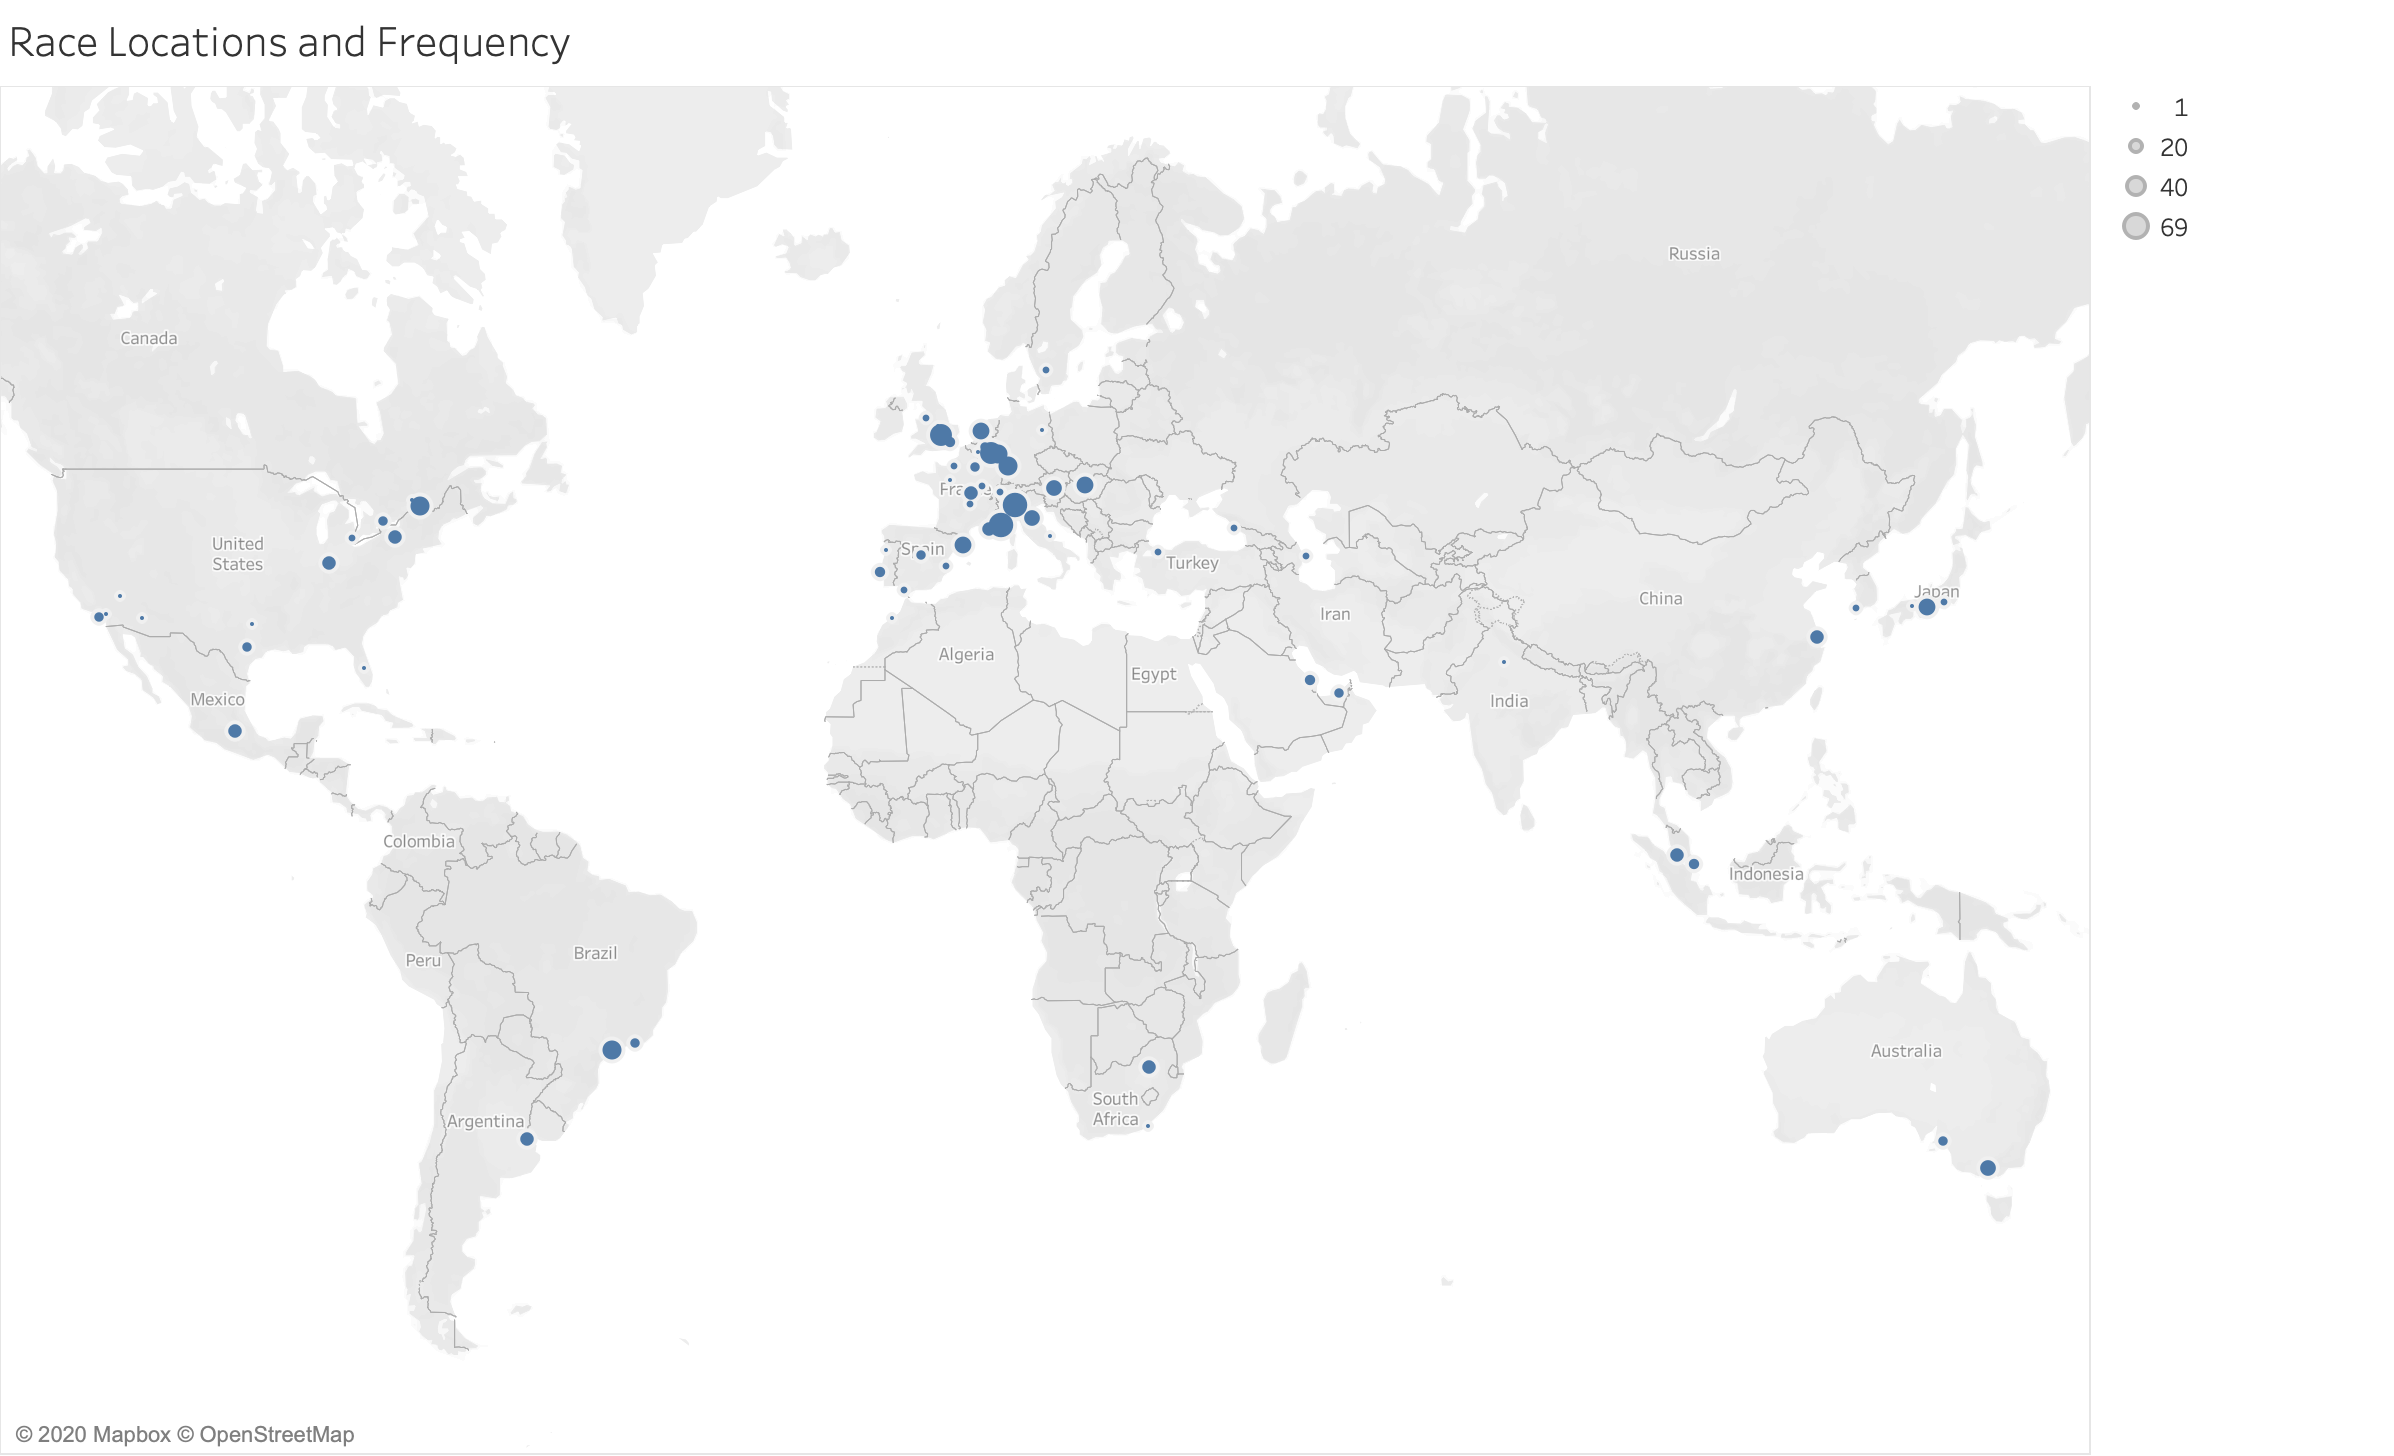 Race Locations and Frequency
1
20
40
69
Russia
Canada
France
United
States
Spain
Turkey
Japan
China
Iran
Algeria
Egypt
Mexico
India
Colombia
Indonesia
Brazil
Peru
Australia
South
Africa
Argentina
© 2020 Mapbox © OpenStreetMap